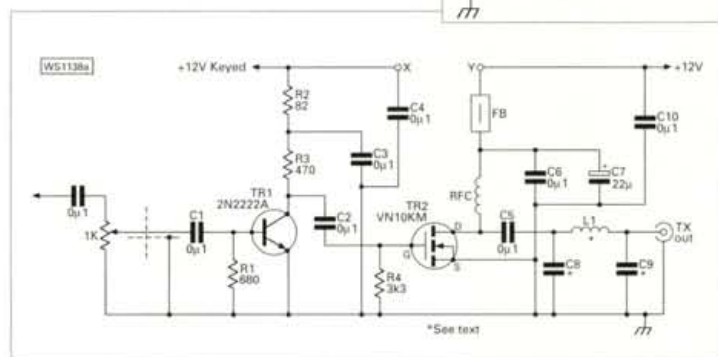 WS1138a
+12V Keyed
X
Y
+12V
R2
82
C4
0µ1
FB
C10
0µ1
R3
470
C3
0µ1
C6
0µ1
+
C7
22µ
TR1
2N2222A
RFC
TR2
VN10KM
0µ1
C1
0µ1
C2
0µ1
D
C5
0µ1
L1
*
TX
out
1K
G
S
R1
680
R4
3k3
C8
*
C9
*
*See text